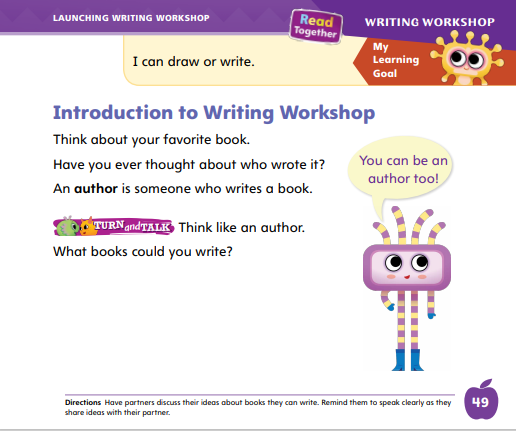 LAUNCHING WRITING WORKSHOP
Read
Together
WRITING WORKSHOP
I can draw or write.
My
Learning
Goal
Introduction to Writing Workshop
Think about your favorite book.
Have you ever thought about who wrote it?
An author is someone who writes a book.
You can be an
author too!
TURN and TALK Think like an author.
What books could you write?
Directions Have partners discuss their ideas about books they can write. Remind them to speak clearly as they
share ideas with their partner.
49